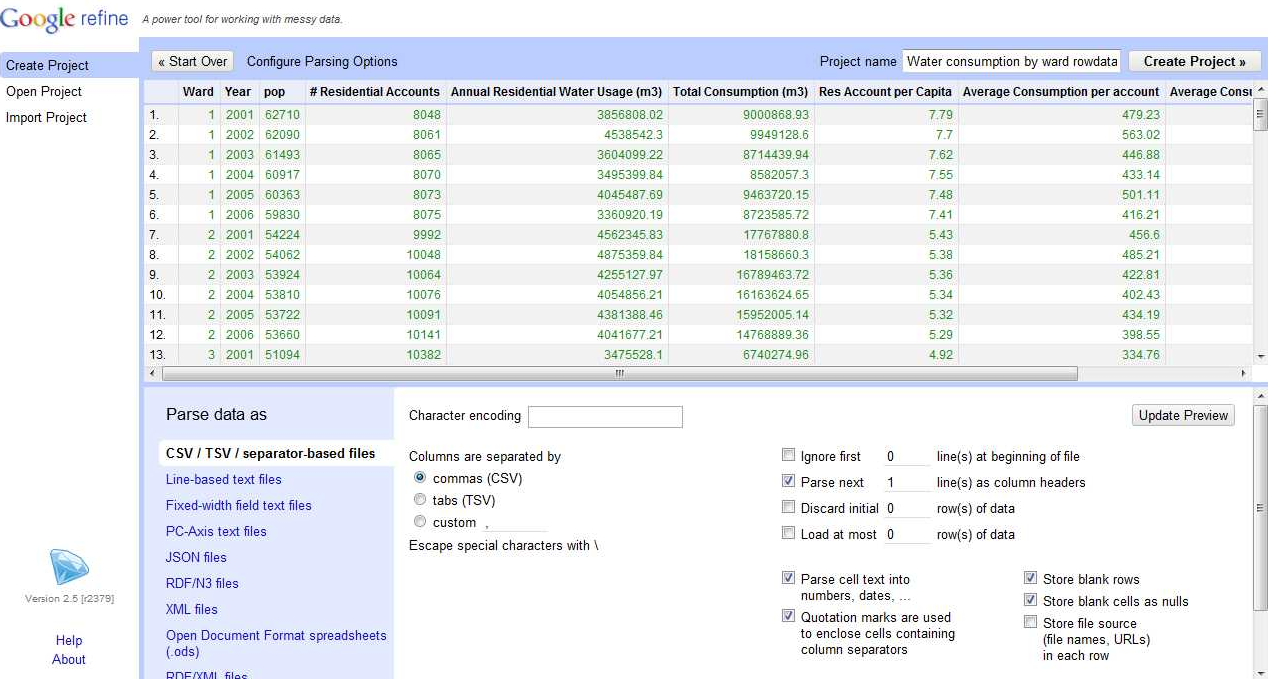 Google refine A power tool for working with messy data.
Create Project
Open Project
Import Project
« Start Over Configure Parsing Options Project name Water consumption by ward rowdata Create Project »
Ward Year pop # Residential Accounts Annual Residential Water Usage (m3) Total Consumption (m3) Res Account per Capita Average Consumption per account Average
1. 1 2001 62710 8048 3856808.02 9000868.93 7.79 479.23
2. 1 2002 62090 8061 4538542.3 9949128.6 7.7 563.02
3. 1 2003 61493 8065 3604099.22 8714439.94 7.62 446.88
4. 1 2004 60917 8070 3495399.84 8582057.3 7.55 433.14
5. 1 2005 60363 8073 4045487.69 9463720.15 7.48 501.11
6. 1 2006 59830 8075 3360920.19 8723585.72 7.41 416.21
7. 2 2001 54224 9992 4562345.83 17767880.8 5.43 456.6
8. 2 2002 54062 10048 4875359.84 18158660.3 5.38 485.21
9. 2 2003 53924 10064 4255127.97 16789463.72 5.36 422.81
10. 2 2004 53810 10076 4054856.21 16163624.65 5.34 402.43
11. 2 2005 53722 10091 4381388.46 15952005.14 5.32 434.19
12. 2 2006 53660 10141 4041677.21 14768889.36 5.29 398.55
13. 3 2001 51094 10382 3475528.1 6740274.96 4.92 334.76
Parse data as
CSV / TSV / separator-based files
Line-based text files
Fixed-width field text files
PC-Axis text files
JSON files
RDF/N3 files
XML files
Open Document Format spreadsheets
(.ods)
RDF/XML files
Character encoding
Update Preview
Columns are separated by
commas (CSV)
tabs (TSV)
custom ,
Escape special characters with \
Ignore first 0 line(s) at beginning of file
Parse next 1 line(s) as column headers
Discard initial 0 row(s) of data
Load at most 0 row(s) of data
Parse cell text into
numbers, dates, ...
Quotation marks are used
to enclose cells containing
column separators
Store blank rows
Store blank cells as nulls
Store file source
(file names, URLs)
in each row
Version 2.5 [r2379]
Help
About